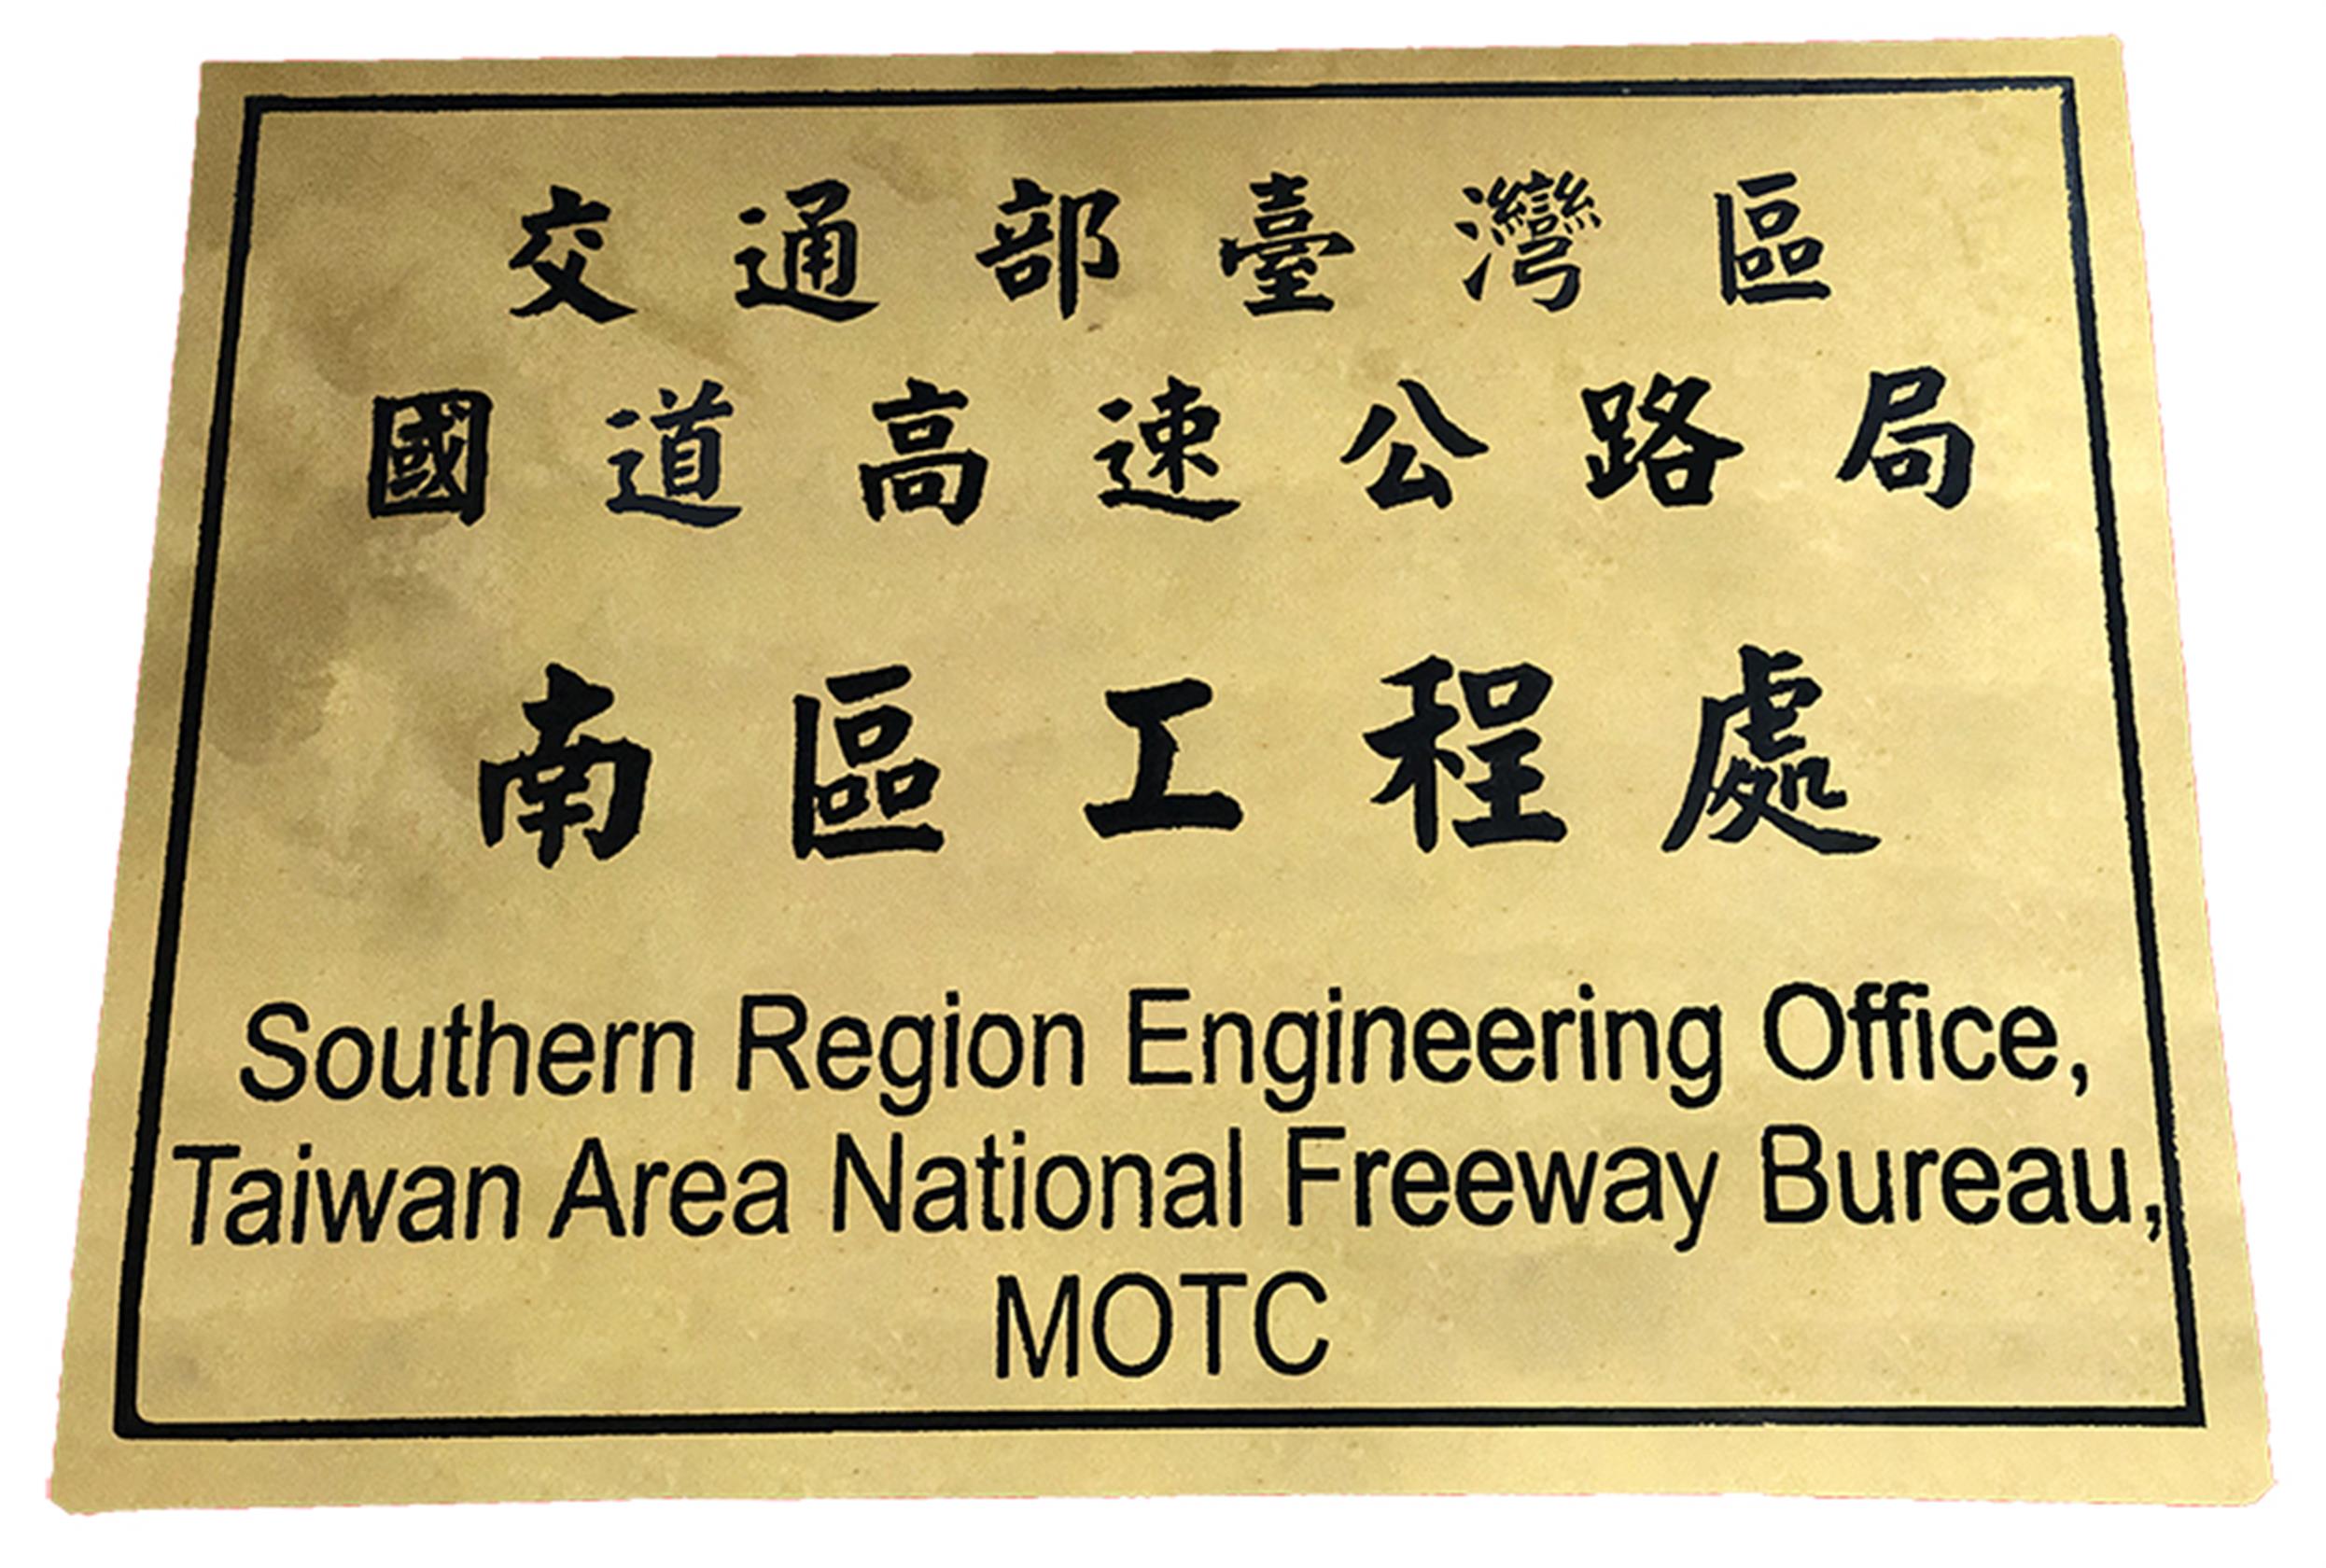 交通部臺灣區
國道高速公路局
南區工程處
Southern Region Engineering Office,
Taiwan Area National Freeway Bureau,
MOTC